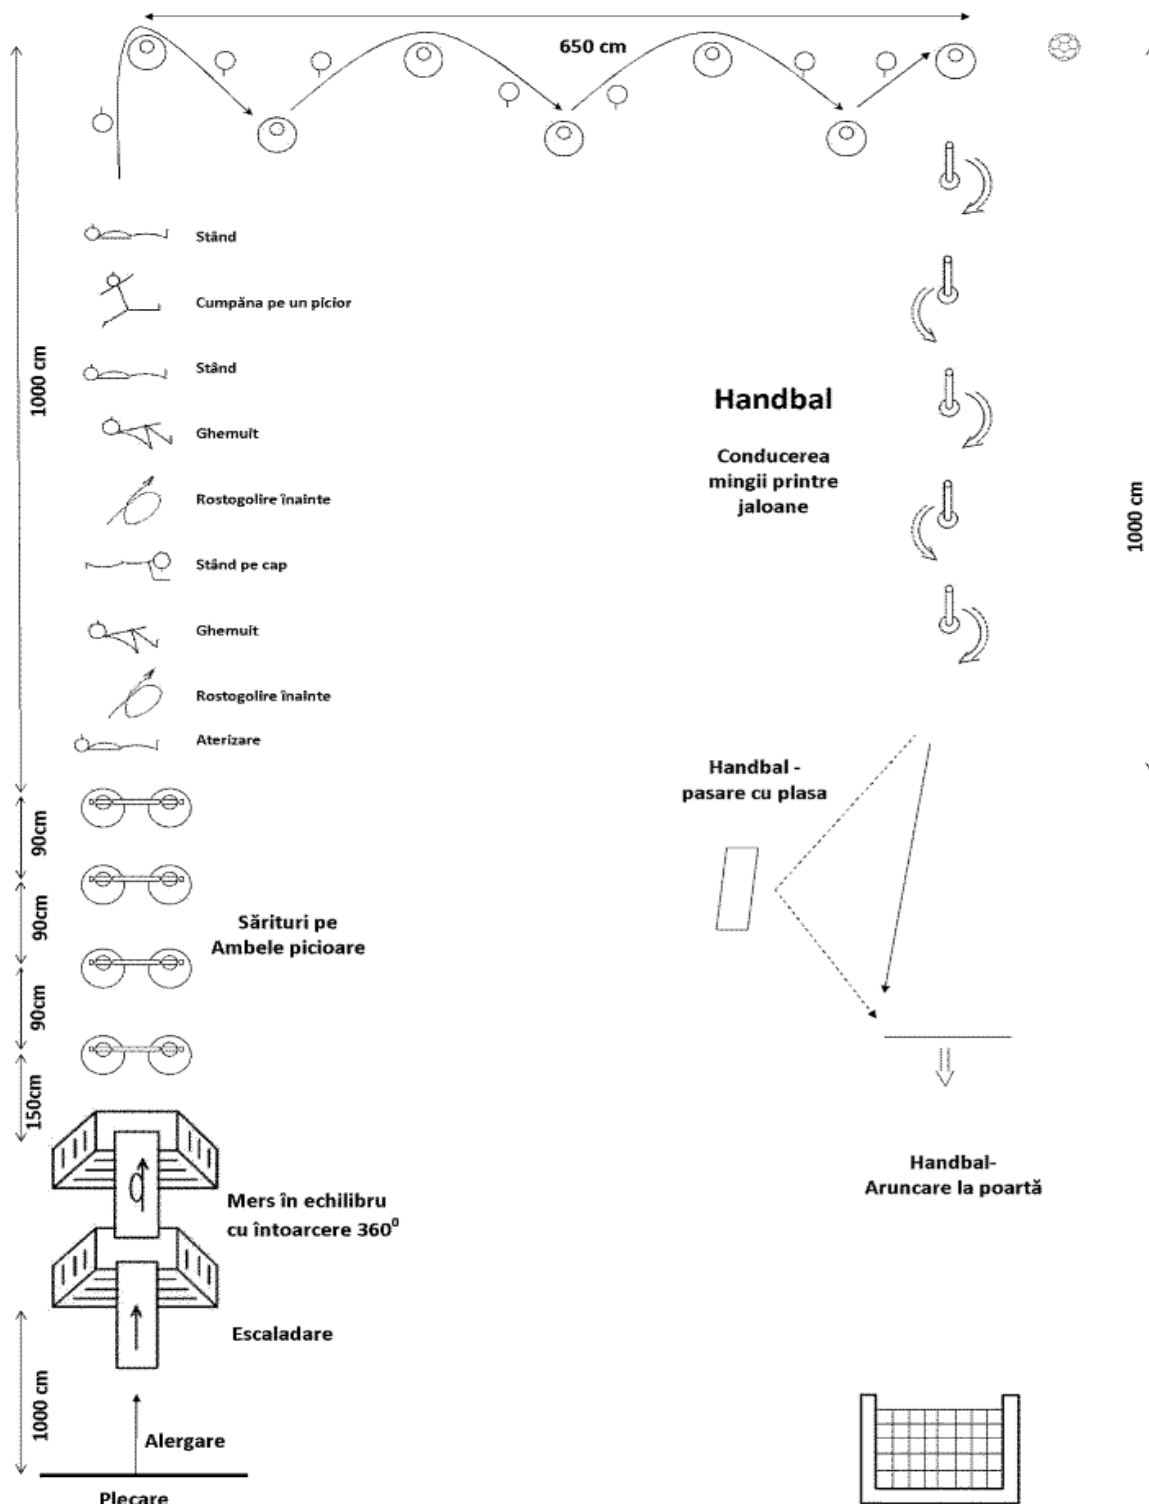 650 cm
1000 cm
Stând
Cumpăna pe un picior
Stând
Ghemuit
Rostogolire înainte
Stând pe cap
Ghemuit
Rostogolire înainte
Aterizare
Handbal
Conducerea
mingii printre
jaloane
1000 cm
Handbal -
pasare cu plasa
90cm
90cm
90cm
150cm
Sărituri pe
Ambele picioare
Mers în echilibru
cu întoarcere 360⁰
Handbal-
Aruncare la poartă
Escaladare
1000 cm
Alergare
Plecare